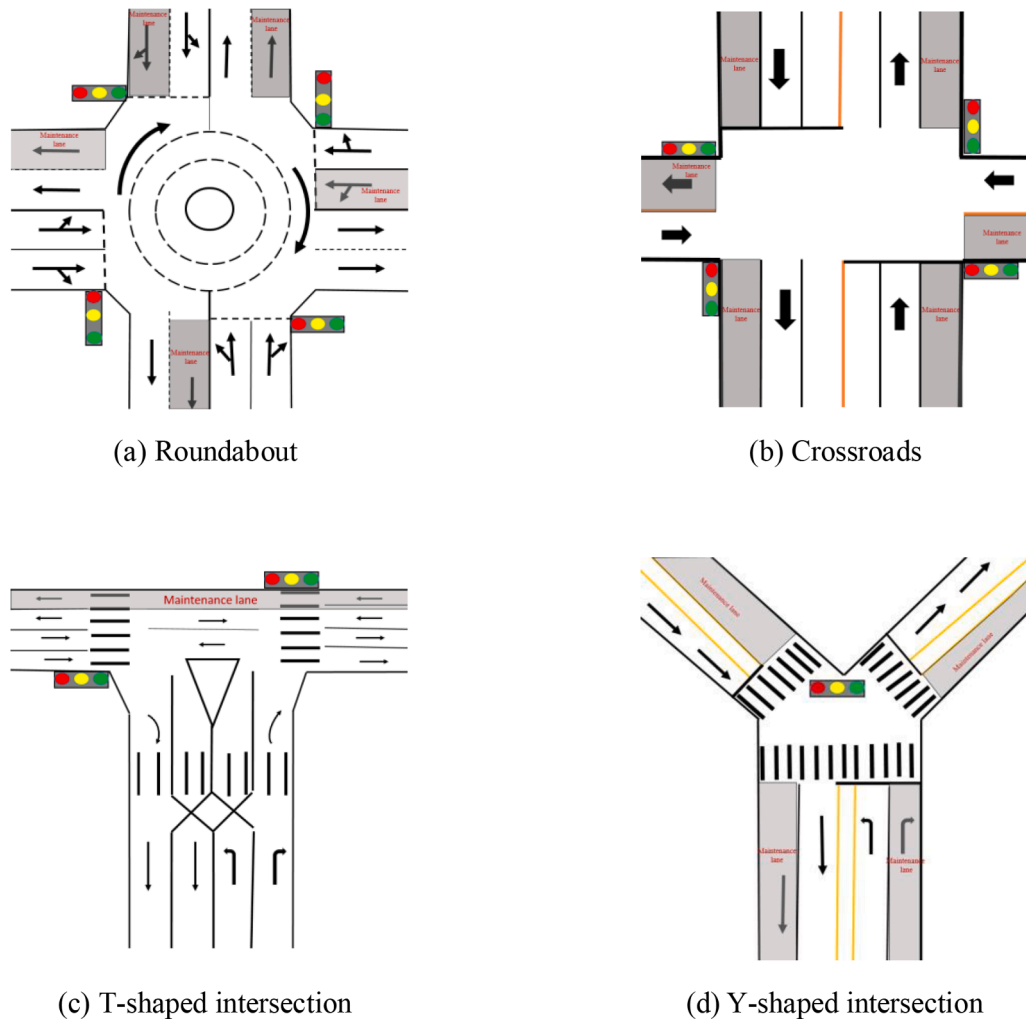 Maintenance
lane
Maintenance
lane
Maintenance
lane
Maintenance
lane
Maintenance
lane
(a) Roundabout
Maintenance
lane
Maintenance
lane
Maintenance
lane
Maintenance
lane
Maintenance
lane
Maintenance
lane
(b) Crossroads
Maintenance lane
(c) T-shaped intersection
Maintenance lane
Maintenance lane
Maintenance
lane
Maintenance
lane
(d) Y-shaped intersection